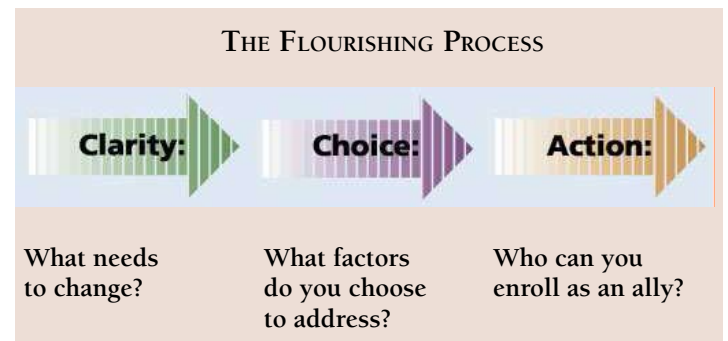 THE FLOURISHING PROCESS
Clarity:
Choice:
Action:
What needs
to change?
What factors
do you choose
to address?
Who can you
enroll as an ally?